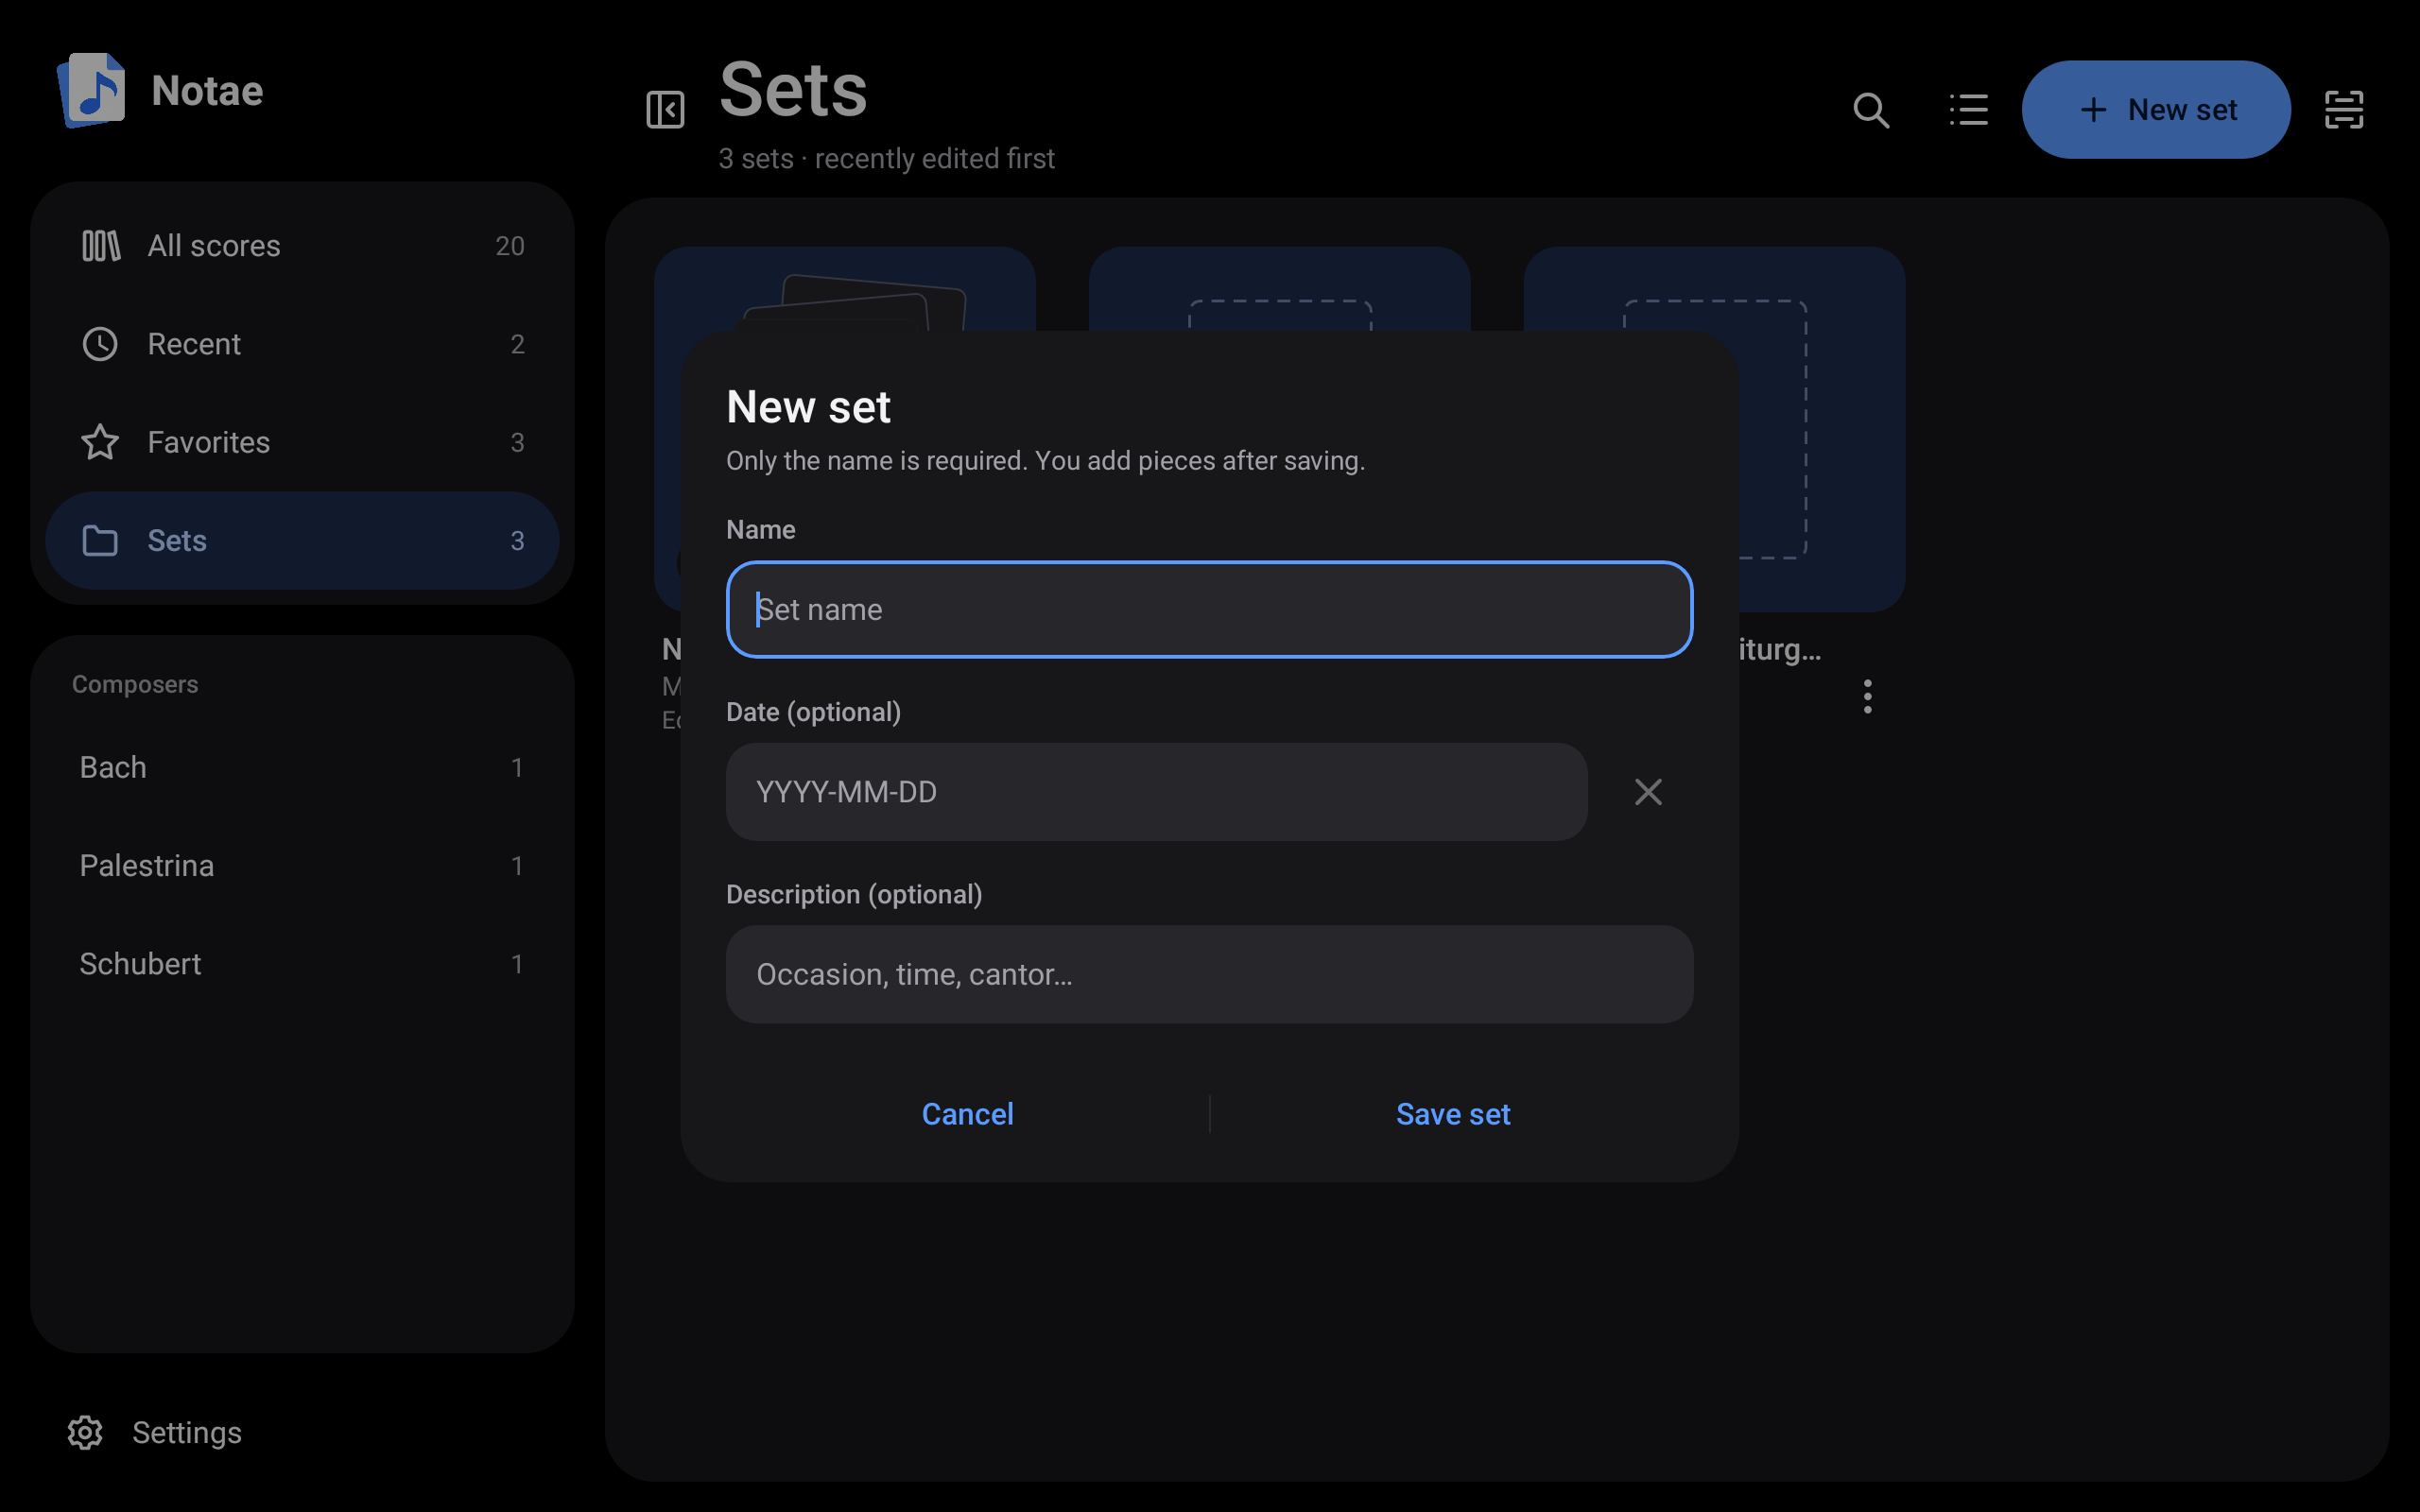 Notae
All scores 20
Recent 2
Favorites 3
Sets 3
Composers
Bach 1
Palestrina 1
Schubert 1
Settings
Sets
3 sets · recently edited first
New set
New set
Only the name is required. You add pieces after saving.
Name
Set name
Date (optional)
YYYY-MM-DD
Description (optional)
Occasion, time, cantor…
Cancel
Save set
iturg…